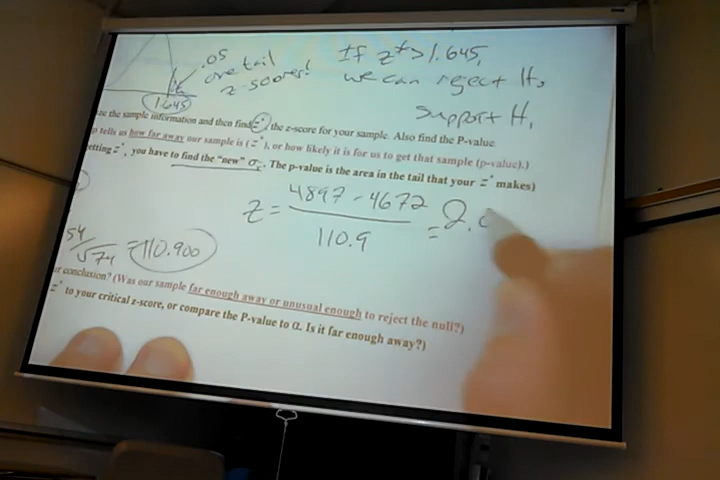 .05
one tail
z-scores!
1.645
If z*>1.645,
we can reject H₀
support H₁
the sample information and then find z*, the z-score for your sample. Also find the P-value
tells us how far away our sample is (z*), or how likely it is for us to get that sample (p-value).)
etting z*, you have to find the "new" σx̄. The p-value is the area in the tail that your z* makes)
z = 4897 - 4672 / 110.9 = 2.0
54/√74 = 110.900
conclusion? (Was our sample far enough away or unusual enough to reject the null?)
z* to your critical z-score, or compare the P-value to α. Is it far enough away?)